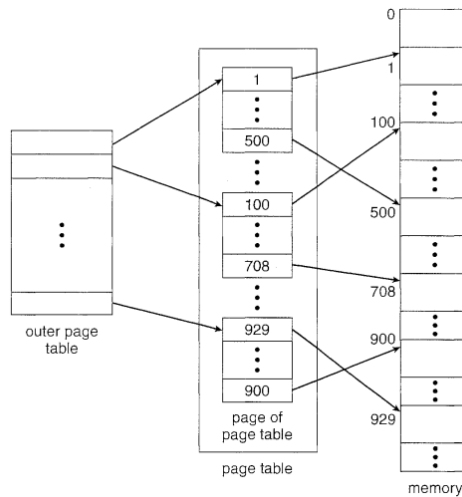 outer page
table
1
500
100
708
929
900
page of
page table
page table
0
1
100
500
708
900
929
memory